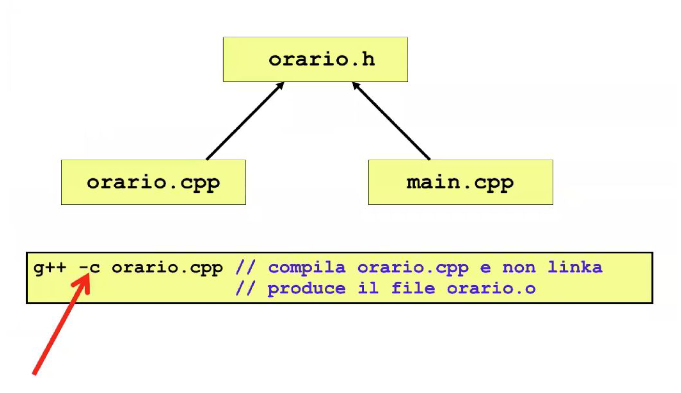 orario.h
orario.cpp
main.cpp
g++ -c orario.cpp // compila orario.cpp e non linka
// produce il file orario.o